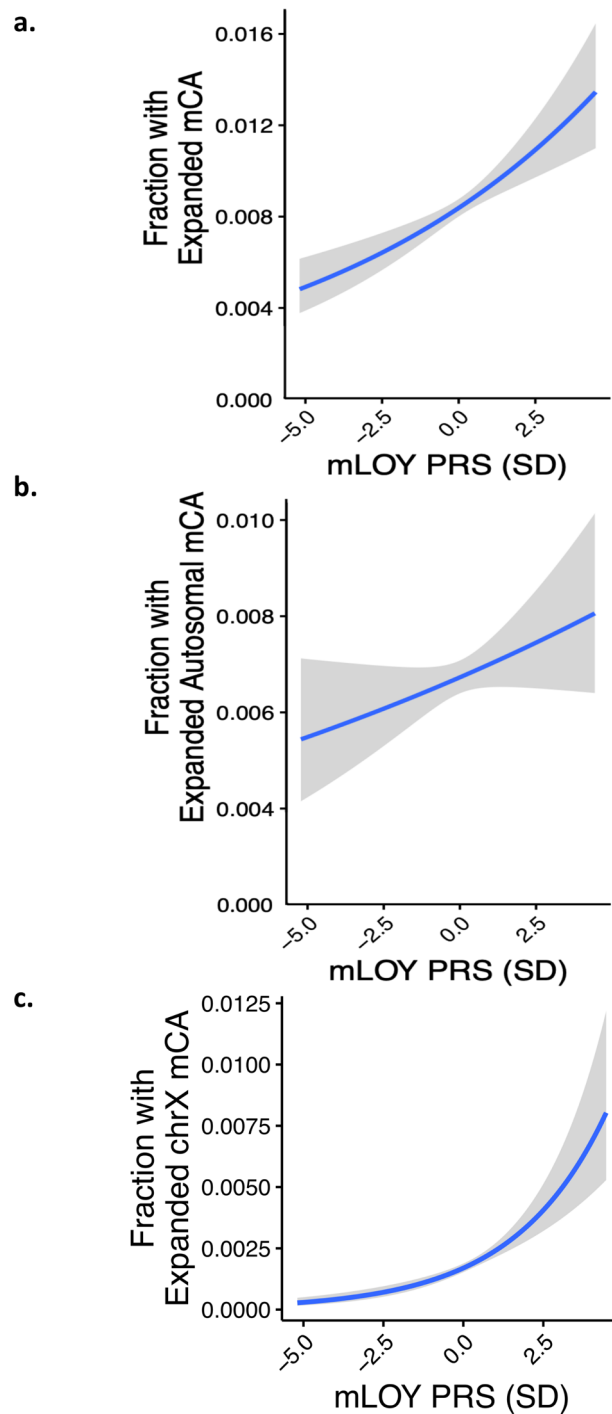 a.
Fraction with
Expanded mCA
0.016
0.012
0.008
0.004
0.000
−5.0
−2.5
0.0
2.5
mLOY PRS (SD)
b.
Fraction with
Expanded Autosomal mCA
0.010
0.008
0.006
0.004
0.000
−5.0
−2.5
0.0
2.5
mLOY PRS (SD)
c.
Fraction with
Expanded chrX mCA
0.0125
0.0100
0.0075
0.0050
0.0025
0.0000
−5.0
−2.5
0.0
2.5
mLOY PRS (SD)